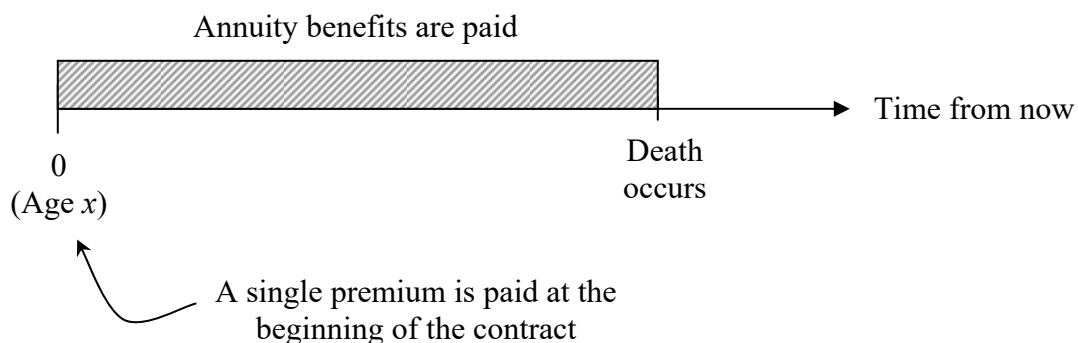 Annuity benefits are paid
Time from now
0
(Age x)
Death
occurs
A single premium is paid at the
beginning of the contract